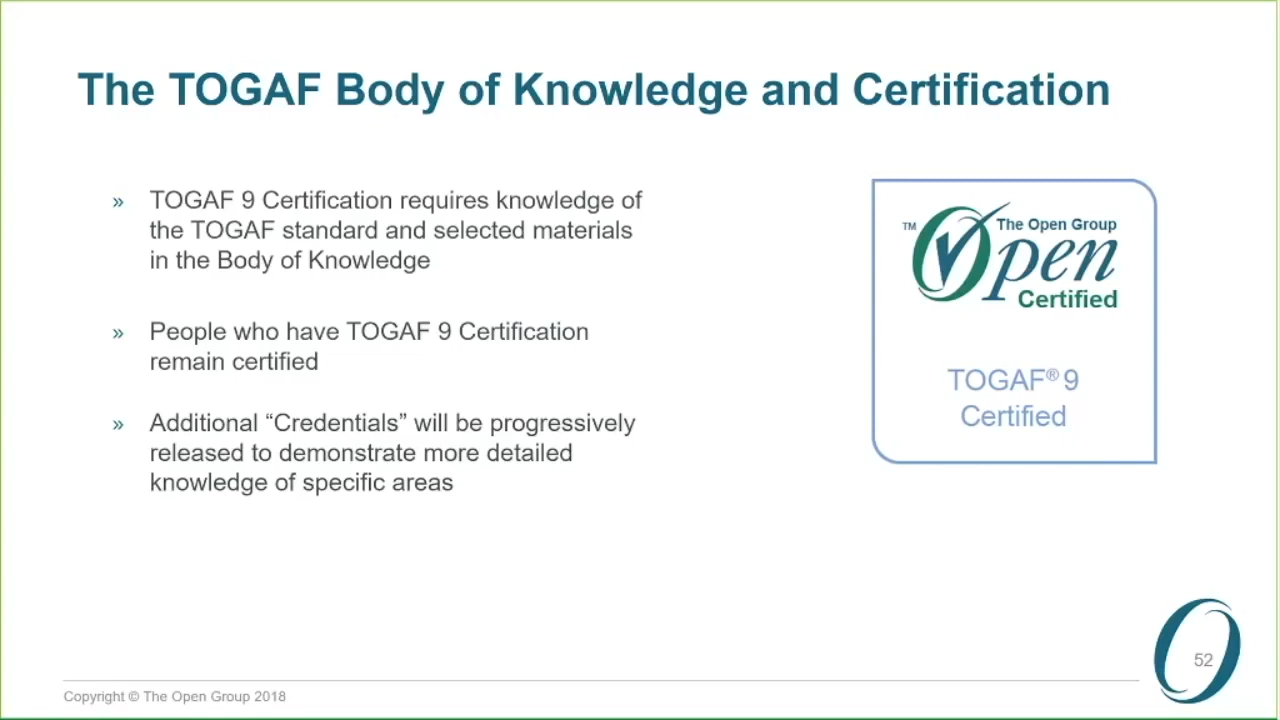 The TOGAF Body of Knowledge and Certification
» TOGAF 9 Certification requires knowledge of
the TOGAF standard and selected materials
in the Body of Knowledge
» People who have TOGAF 9 Certification
remain certified
» Additional “Credentials” will be progressively
released to demonstrate more detailed
knowledge of specific areas
™ The Open Group
Open
Certified
TOGAF® 9
Certified
52
Copyright © The Open Group 2018